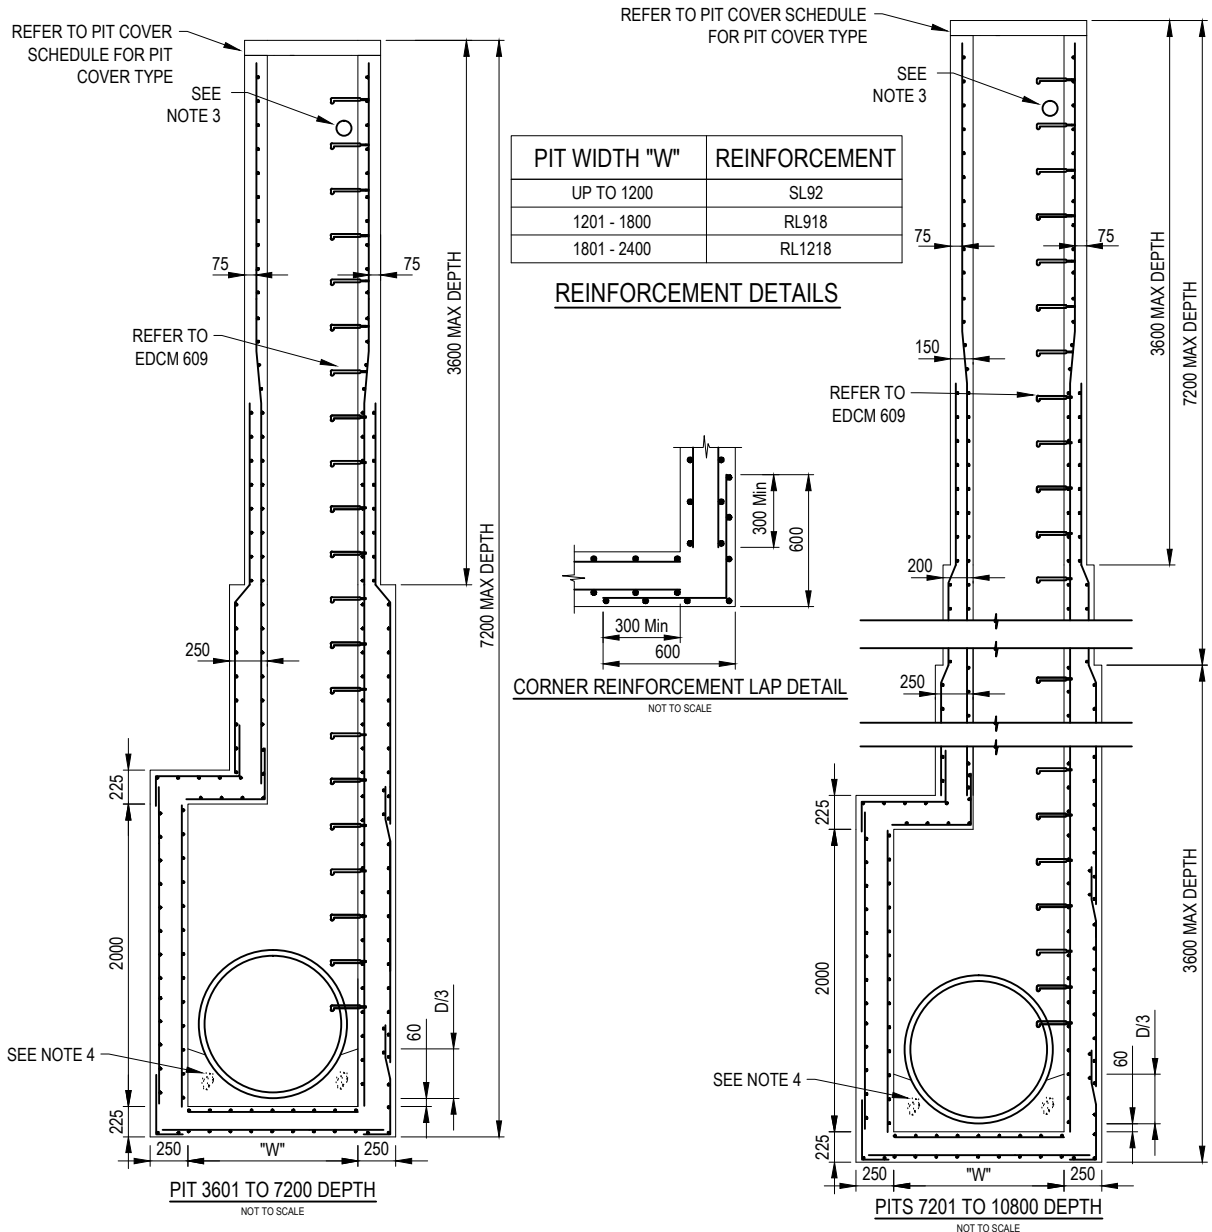 REFER TO PIT COVER
SCHEDULE FOR PIT
COVER TYPE
SEE
NOTE 3
75
75
REFER TO
EDCM 609
3600 MAX DEPTH
7200 MAX DEPTH
250
225
2000
SEE NOTE 4
225
60
D/3
250
"W"
250
PIT 3601 TO 7200 DEPTH
NOT TO SCALE
PIT WIDTH "W" REINFORCEMENT
UP TO 1200 SL92
1201 - 1800 RL918
1801 - 2400 RL1218
REINFORCEMENT DETAILS
300 Min
600
300 Min
600
CORNER REINFORCEMENT LAP DETAIL
NOT TO SCALE
REFER TO PIT COVER SCHEDULE
FOR PIT COVER TYPE
SEE
NOTE 3
75
75
150
REFER TO
EDCM 609
3600 MAX DEPTH
7200 MAX DEPTH
200
250
225
2000
3600 MAX DEPTH
SEE NOTE 4
225
60
D/3
250
"W"
250
PITS 7201 TO 10800 DEPTH
NOT TO SCALE